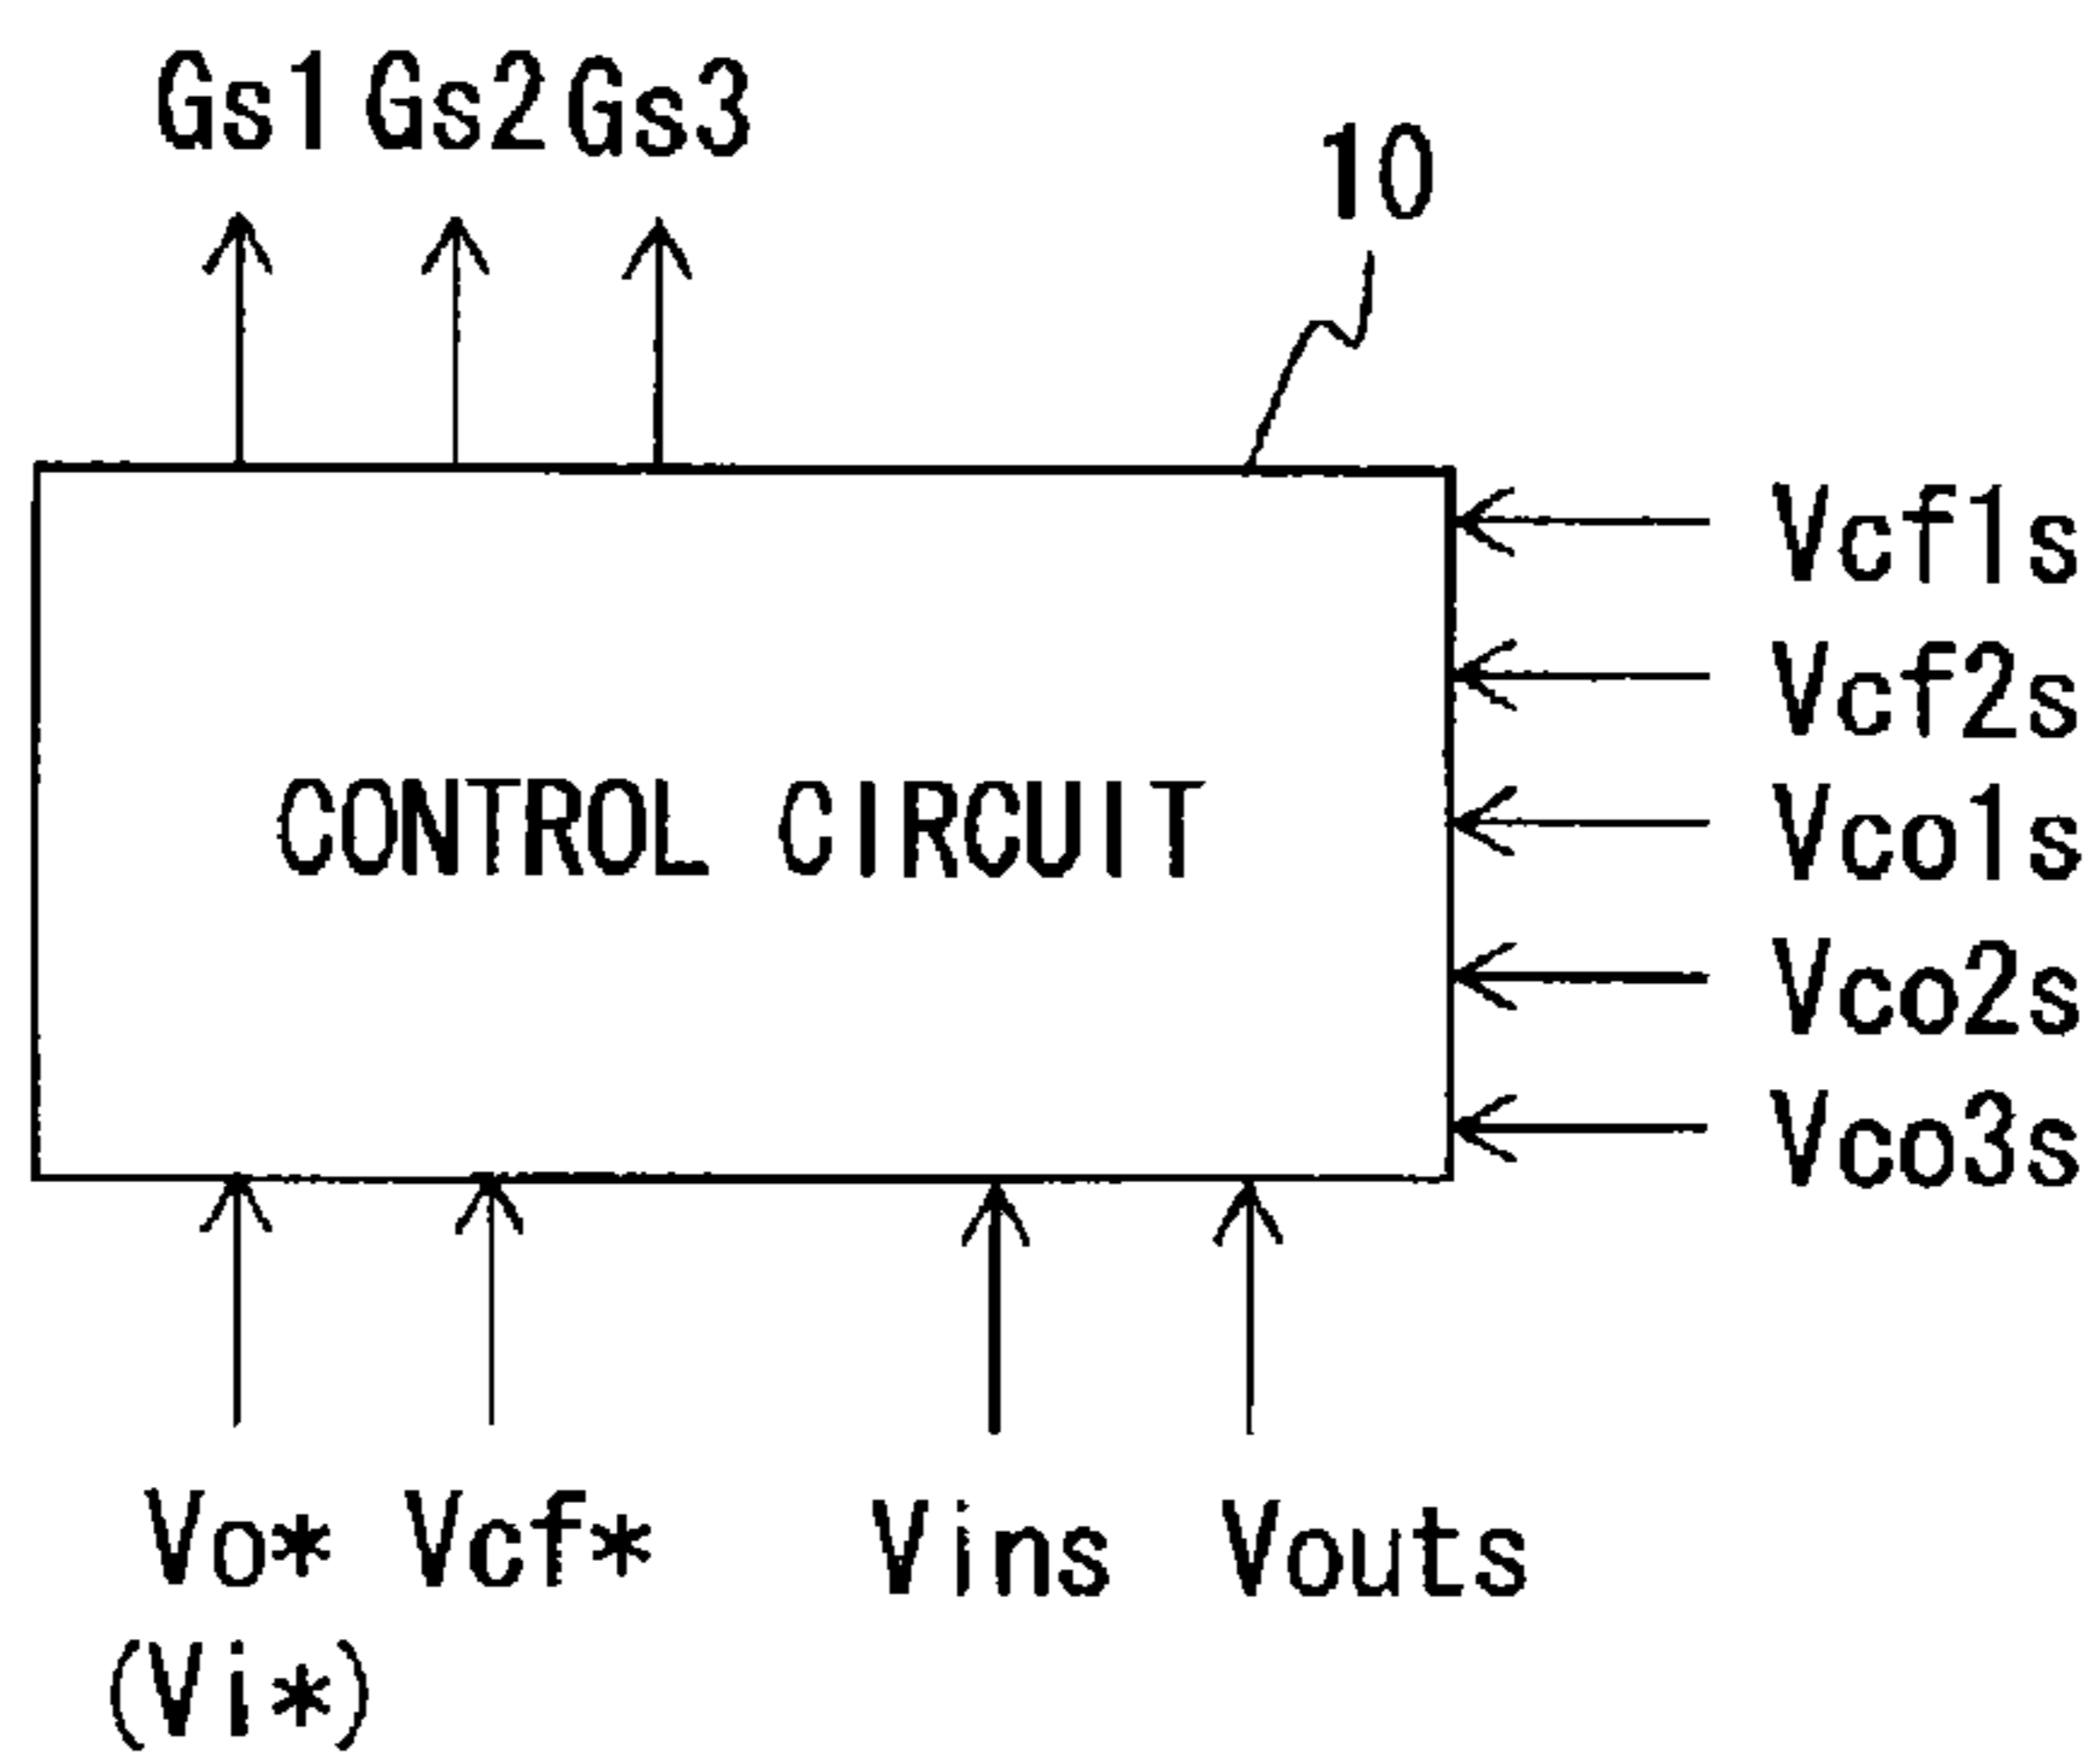 Gs1 Gs2 Gs3
10
Vcf1s
Vcf2s
CONTROL CIRCUIT
Vco1s
Vco2s
Vco3s
Vo* Vcf* Vins Vouts
(Vi*)